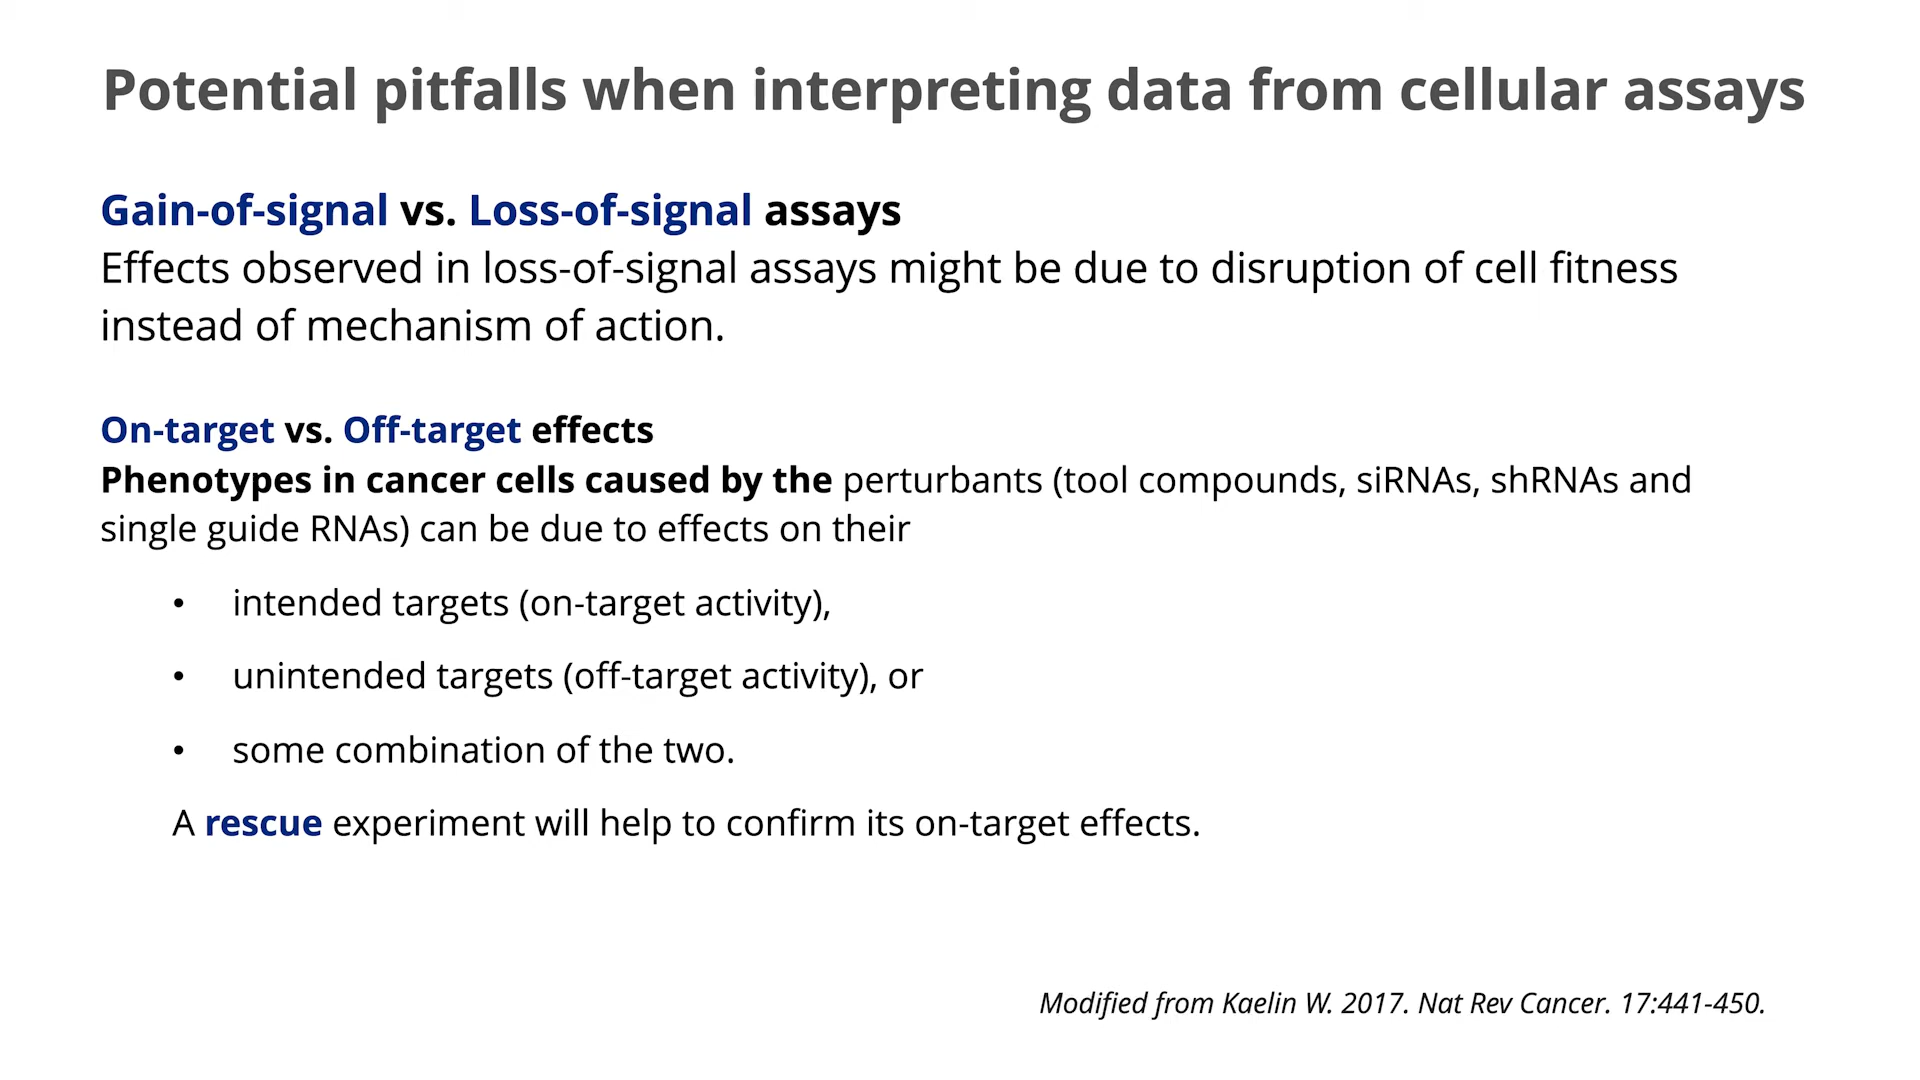 Potential pitfalls when interpreting data from cellular assays
Gain-of-signal vs. Loss-of-signal assays
Effects observed in loss-of-signal assays might be due to disruption of cell fitness
instead of mechanism of action.
On-target vs. Off-target effects
Phenotypes in cancer cells caused by the perturbants (tool compounds, siRNAs, shRNAs and
single guide RNAs) can be due to effects on their
• intended targets (on-target activity),
• unintended targets (off-target activity), or
• some combination of the two.
A rescue experiment will help to confirm its on-target effects.
Modified from Kaelin W. 2017. Nat Rev Cancer. 17:441-450.